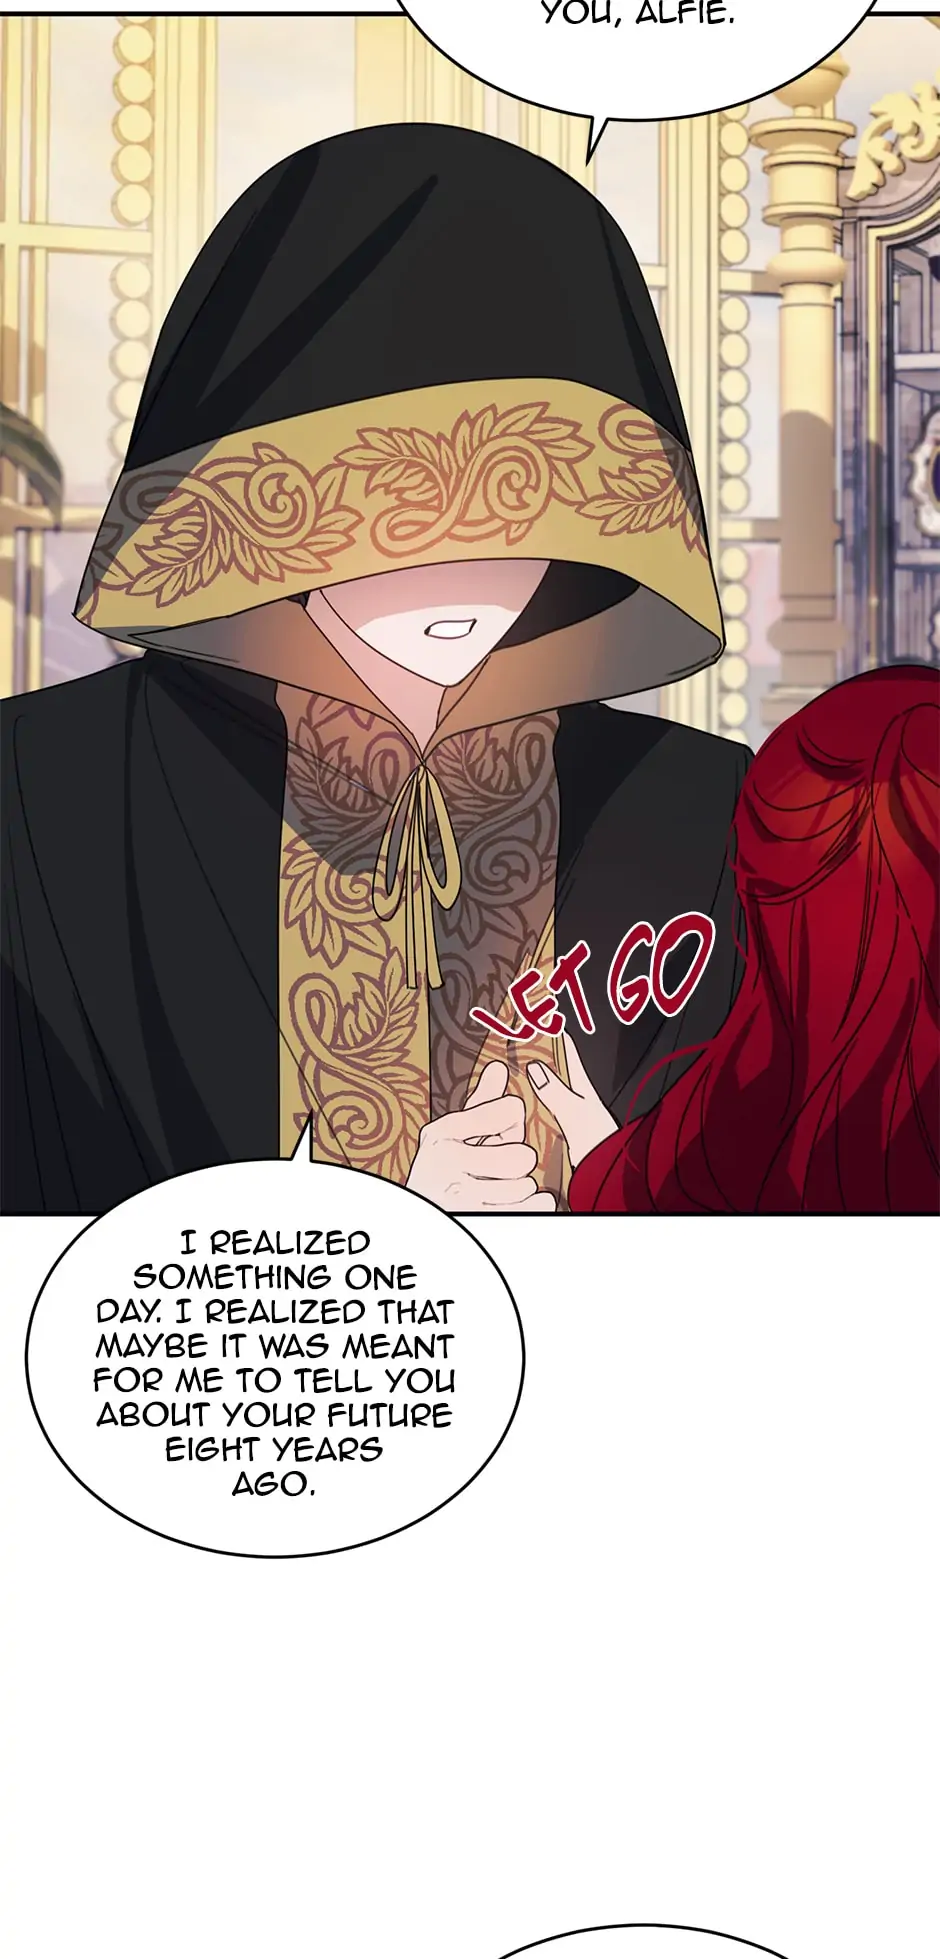 YOU, ALFIE.
LET GO
I REALIZED
SOMETHING ONE
DAY. I REALIZED THAT
MAYBE IT WAS MEANT
FOR ME TO TELL YOU
ABOUT YOUR FUTURE
EIGHT YEARS
AGO.